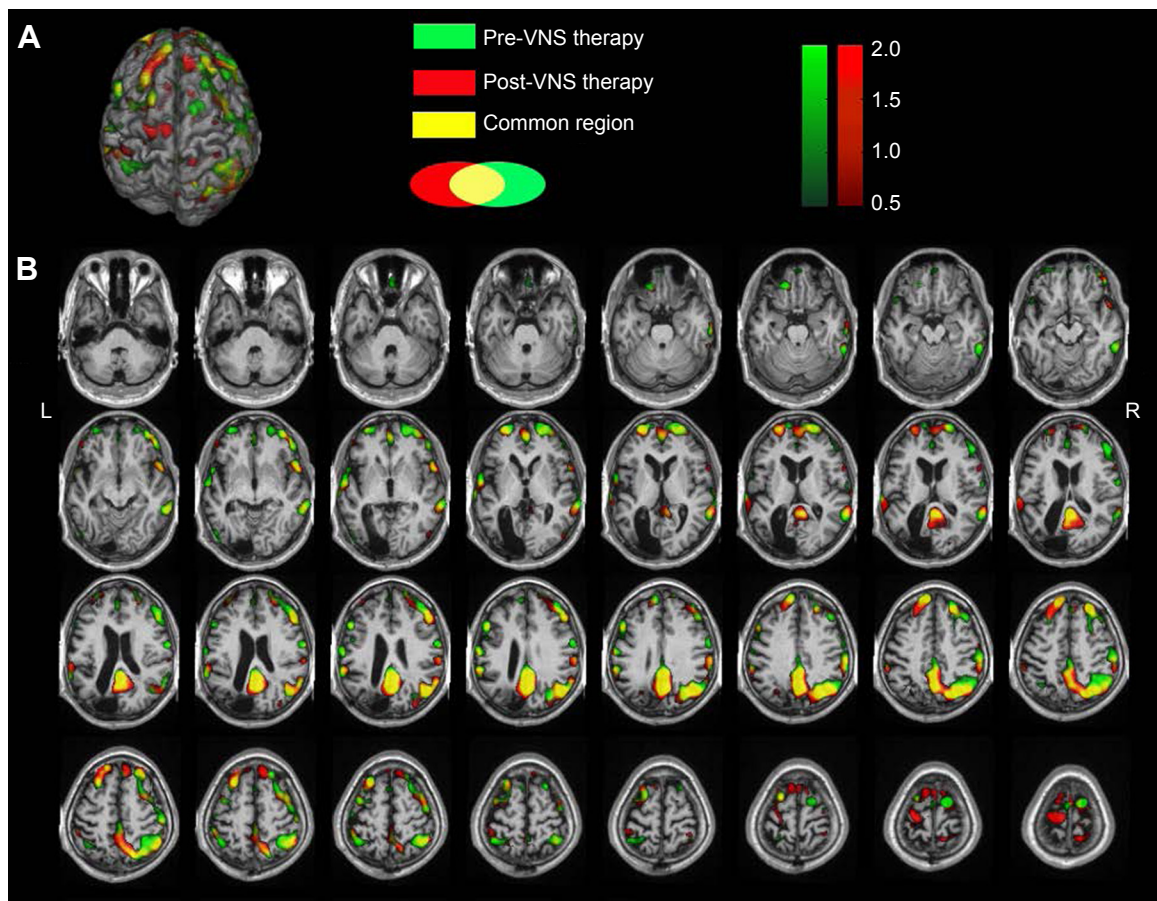 A
Pre-VNS therapy
Post-VNS therapy
Common region
2.0
1.5
1.0
0.5
B
L
R